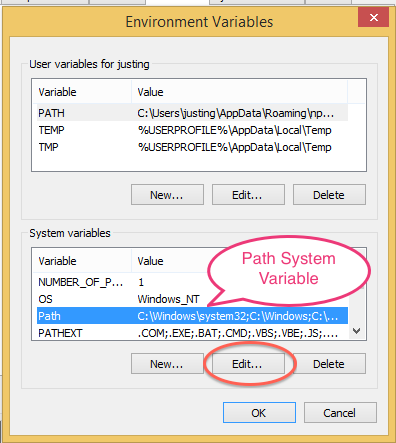 Environment Variables
User variables for justing
Variable Value
PATH C:\Users\justing\AppData\Roaming\np...
TEMP %USERPROFILE%\AppData\Local\Temp
TMP %USERPROFILE%\AppData\Local\Temp
New... Edit... Delete
System variables
Variable Value
NUMBER_OF_P... 1
OS Windows_NT
Path C:\Windows\system32;C:\Windows;C:\...
PATHEXT .COM;.EXE;.BAT;.CMD;.VBS;.VBE;.JS;....
Path System
Variable
New... Edit... Delete
OK Cancel